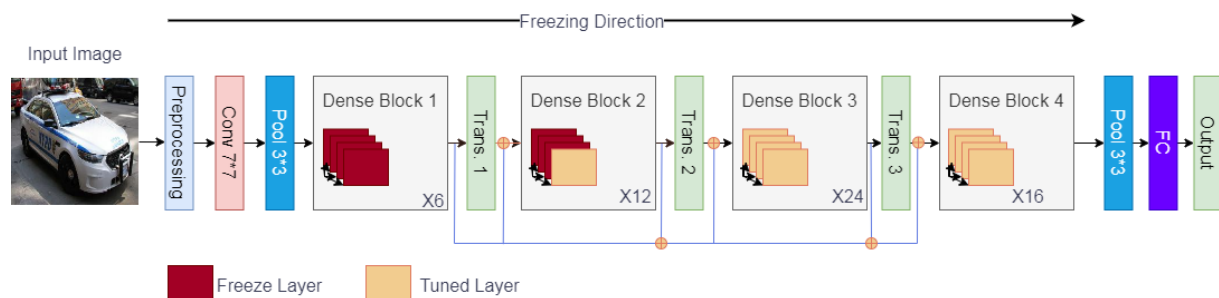 Freezing Direction
Input Image
Preprocessing
Conv 7*7
Pool 3*3
Dense Block 1
X6
Trans. 1
Dense Block 2
X12
Trans. 2
Dense Block 3
X24
Trans. 3
Dense Block 4
X16
Pool 3*3
FC
Output
Freeze Layer
Tuned Layer